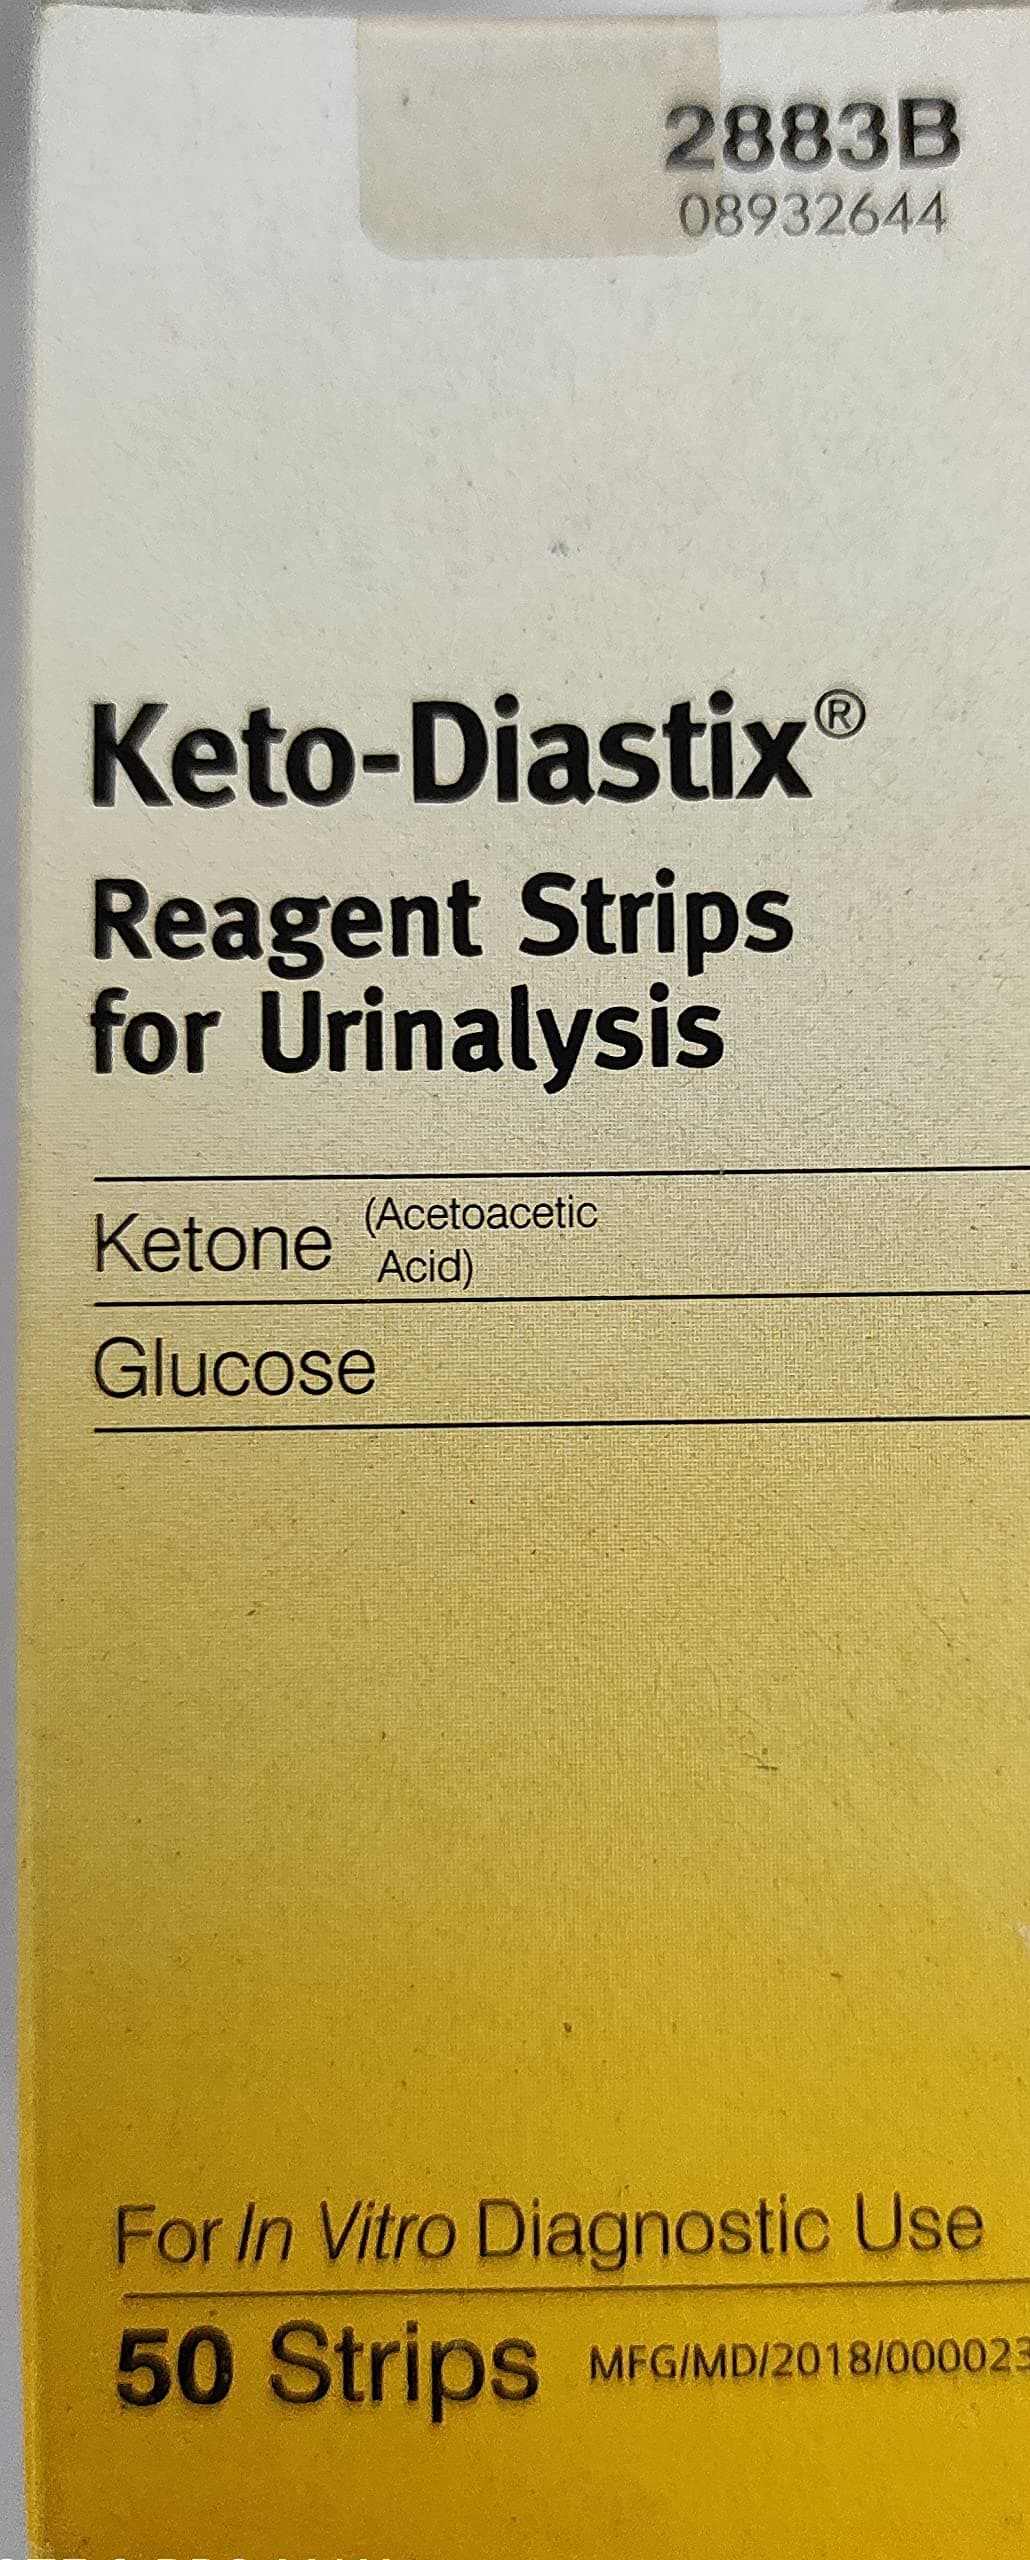 2883B
08932644
Keto-Diastix®
Reagent Strips
for Urinalysis
Ketone (Acetoacetic
Acid)
Glucose
For In Vitro Diagnostic Use
50 Strips MFG/MD/2018/000023